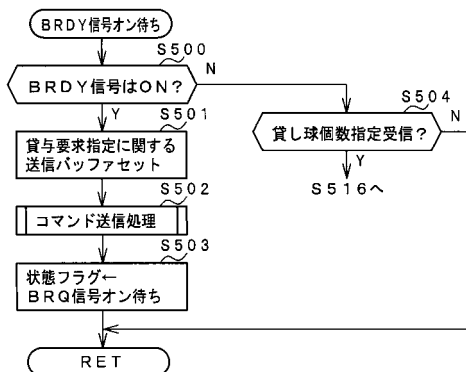 BRDY信号オン待ち
S500
BRDY信号はON?
N
Y
S501
貸与要求指定に関する
送信バッファセット
S502
コマンド送信処理
S503
状態フラグ←
BRQ信号オン待ち
RET
S504
貸し球個数指定受信?
N
Y
S516へ